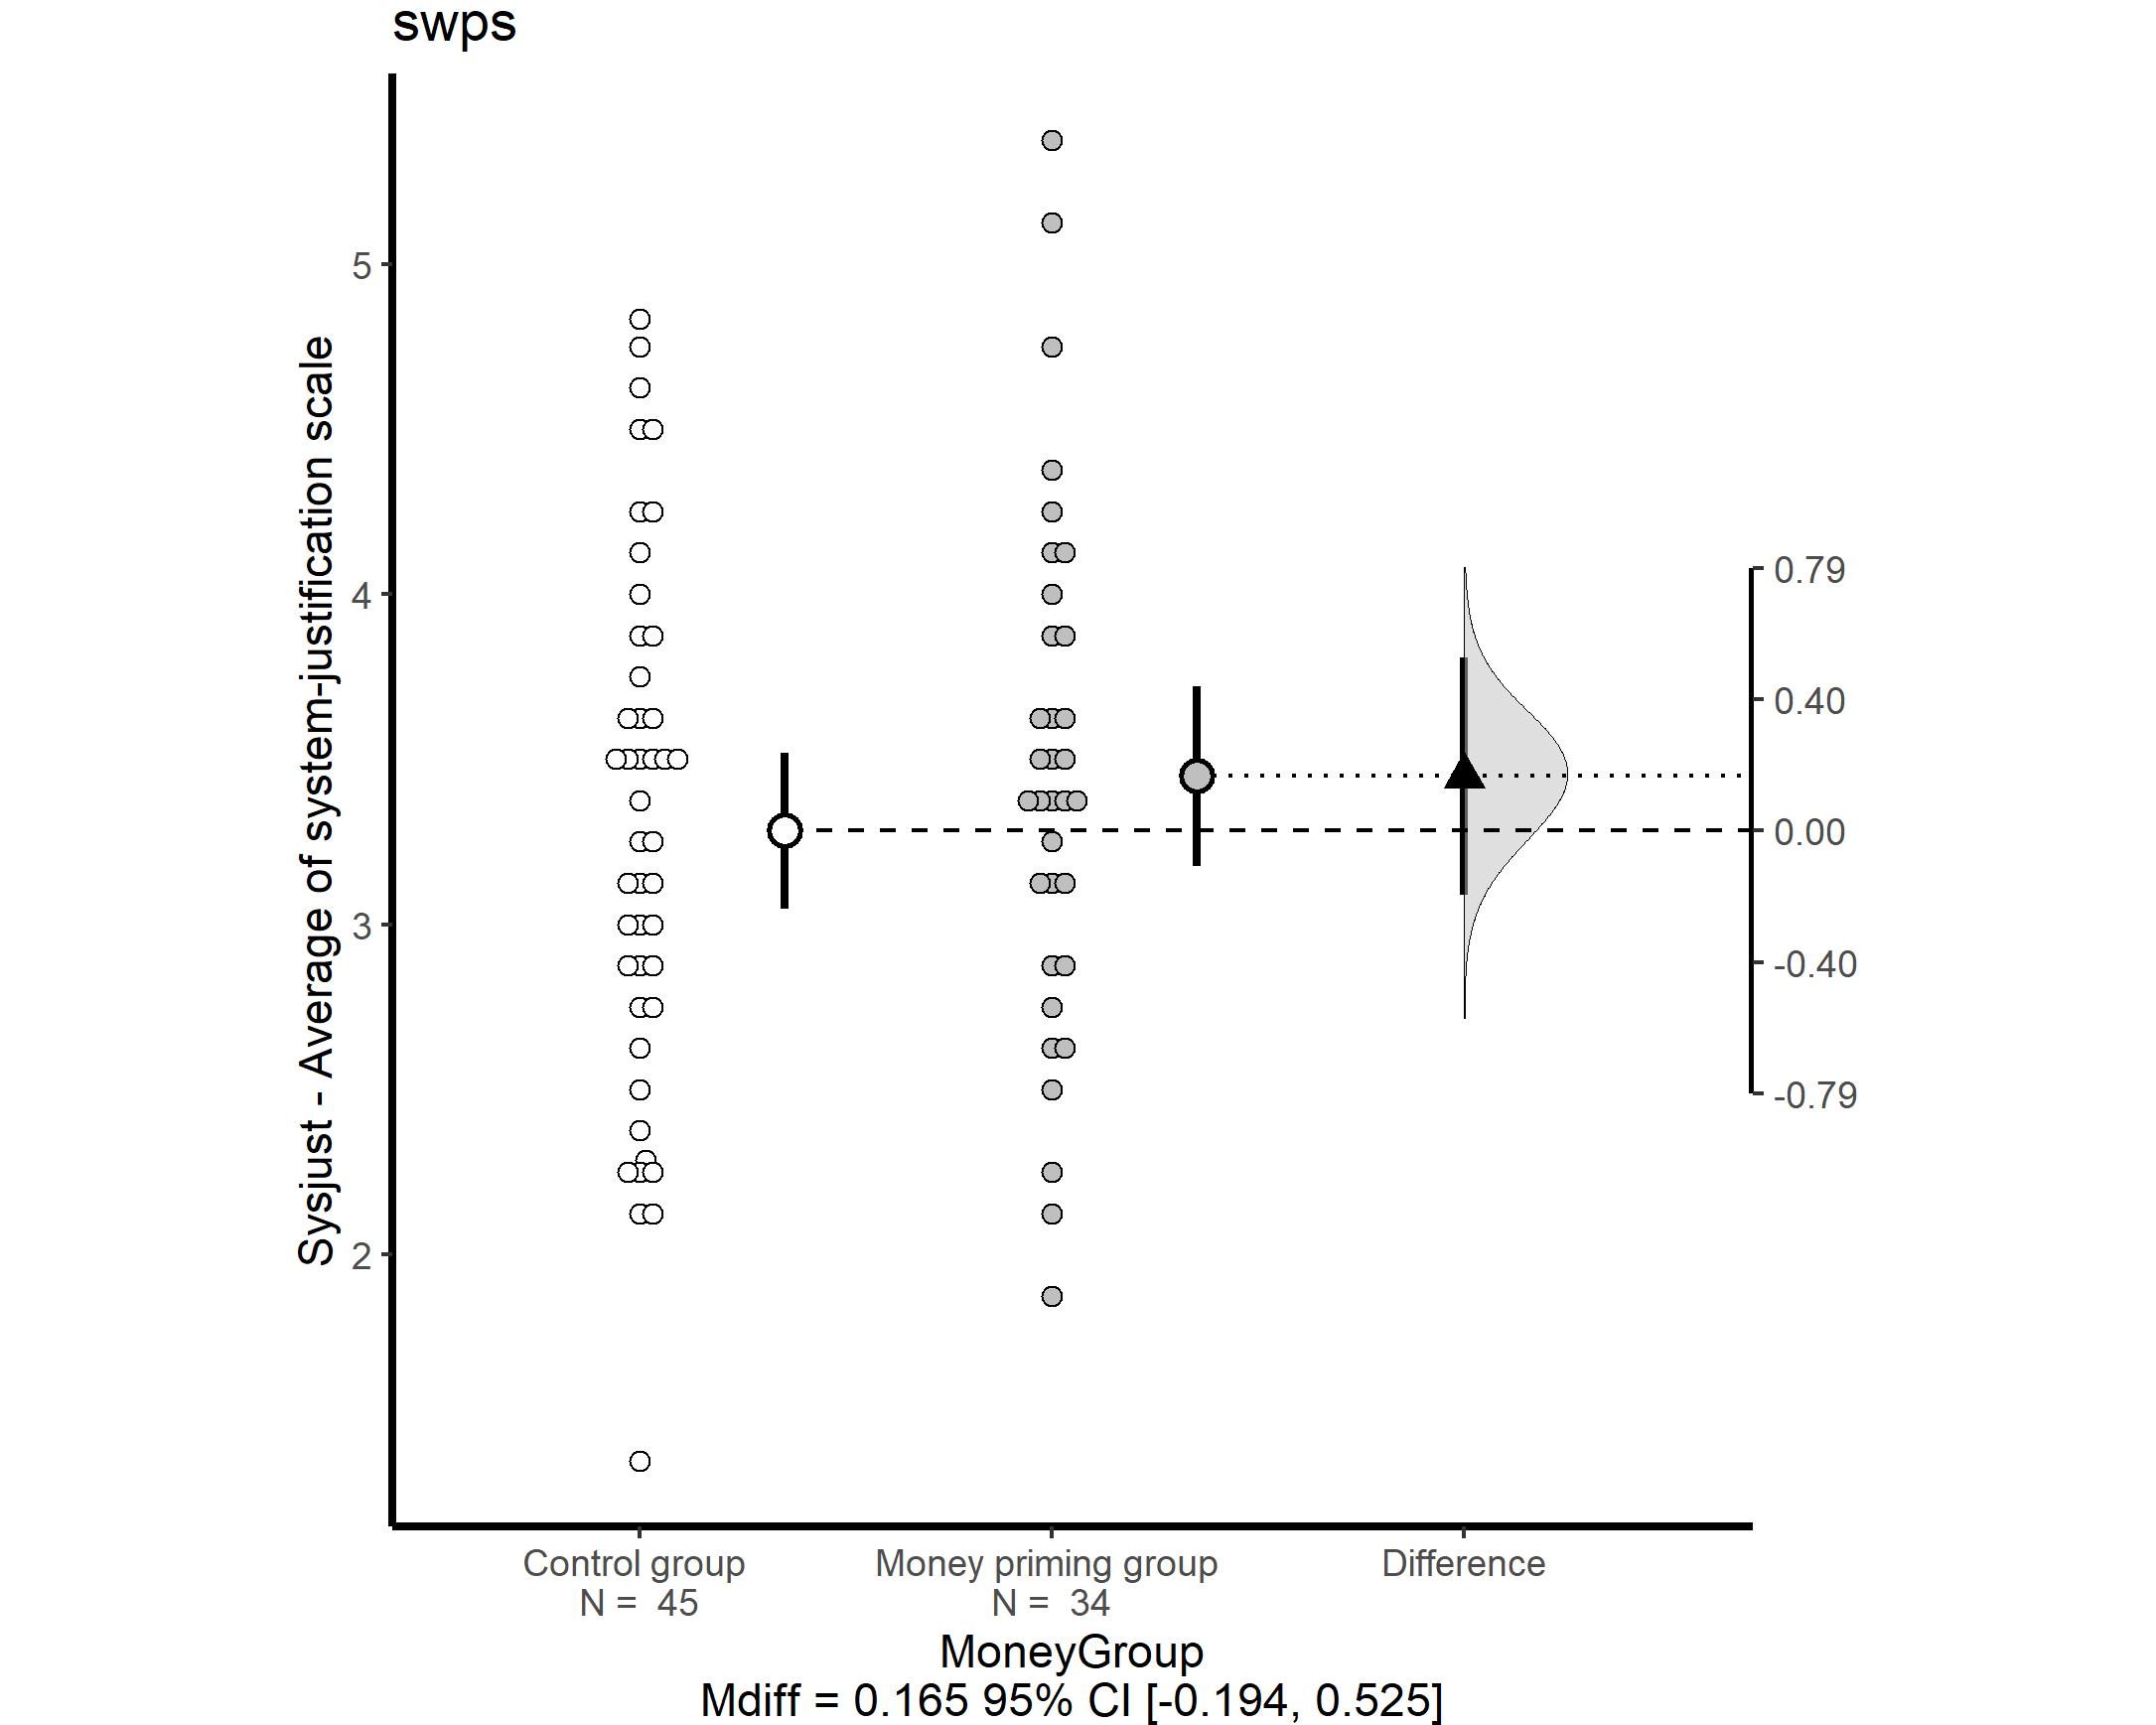 swps
Sysjust - Average of system-justification scale
5
4
3
2
0.79
0.40
0.00
-0.40
-0.79
Control group
N =  45
Money priming group
N =  34
Difference
MoneyGroup
Mdiff = 0.165 95% CI [-0.194, 0.525]